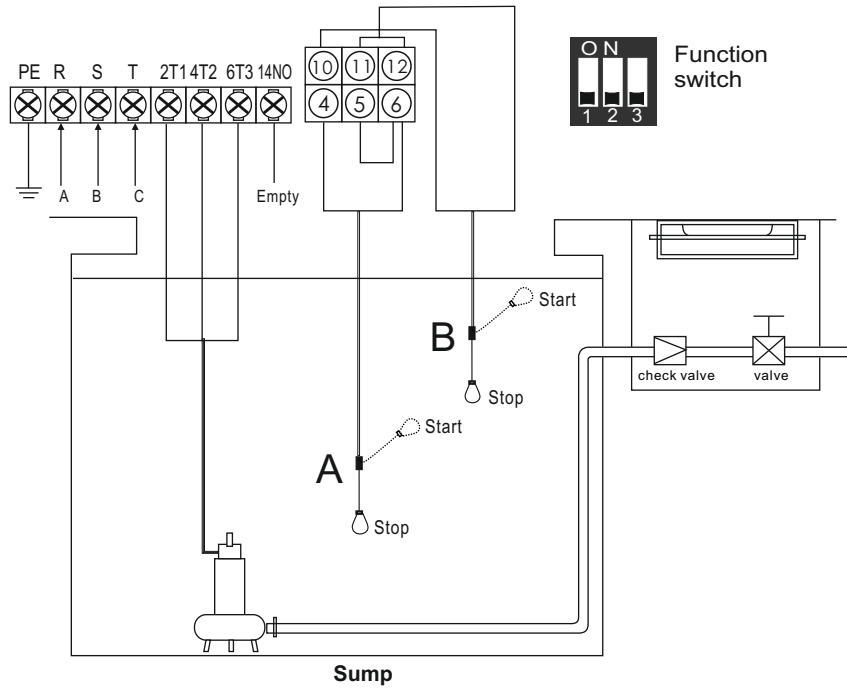 PE R S T 2T1 4T2 6T3 14NO
A B C Empty
10 11 12
4 5 6
ON
1 2 3
Function
switch
B
Start
Stop
A
Start
Stop
check valve valve
Sump